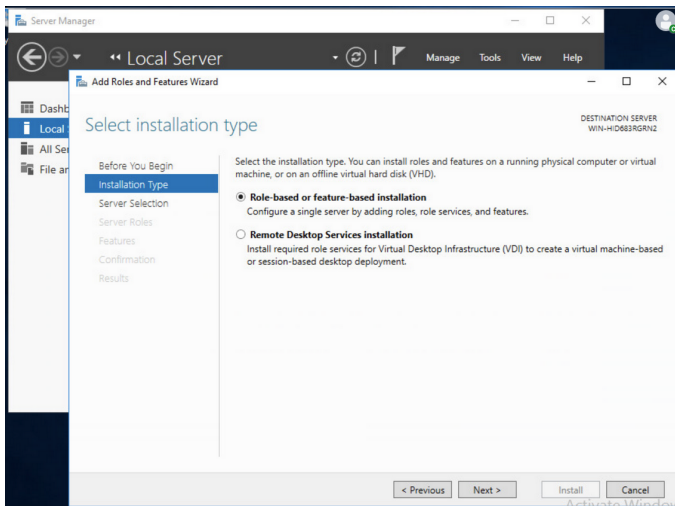 Server Manager
Local Server
Manage Tools View Help
Add Roles and Features Wizard
Dashb
Local
All Ser
File an
Select installation type
DESTINATION SERVER
WIN-HID683RGRN2
Before You Begin
Installation Type
Server Selection
Server Roles
Features
Confirmation
Results
Select the installation type. You can install roles and features on a running physical computer or virtual
machine, or on an offline virtual hard disk (VHD).
Role-based or feature-based installation
Configure a single server by adding roles, role services, and features.
Remote Desktop Services installation
Install required role services for Virtual Desktop Infrastructure (VDI) to create a virtual machine-based
or session-based desktop deployment.
< Previous Next > Install Cancel
Activate Window